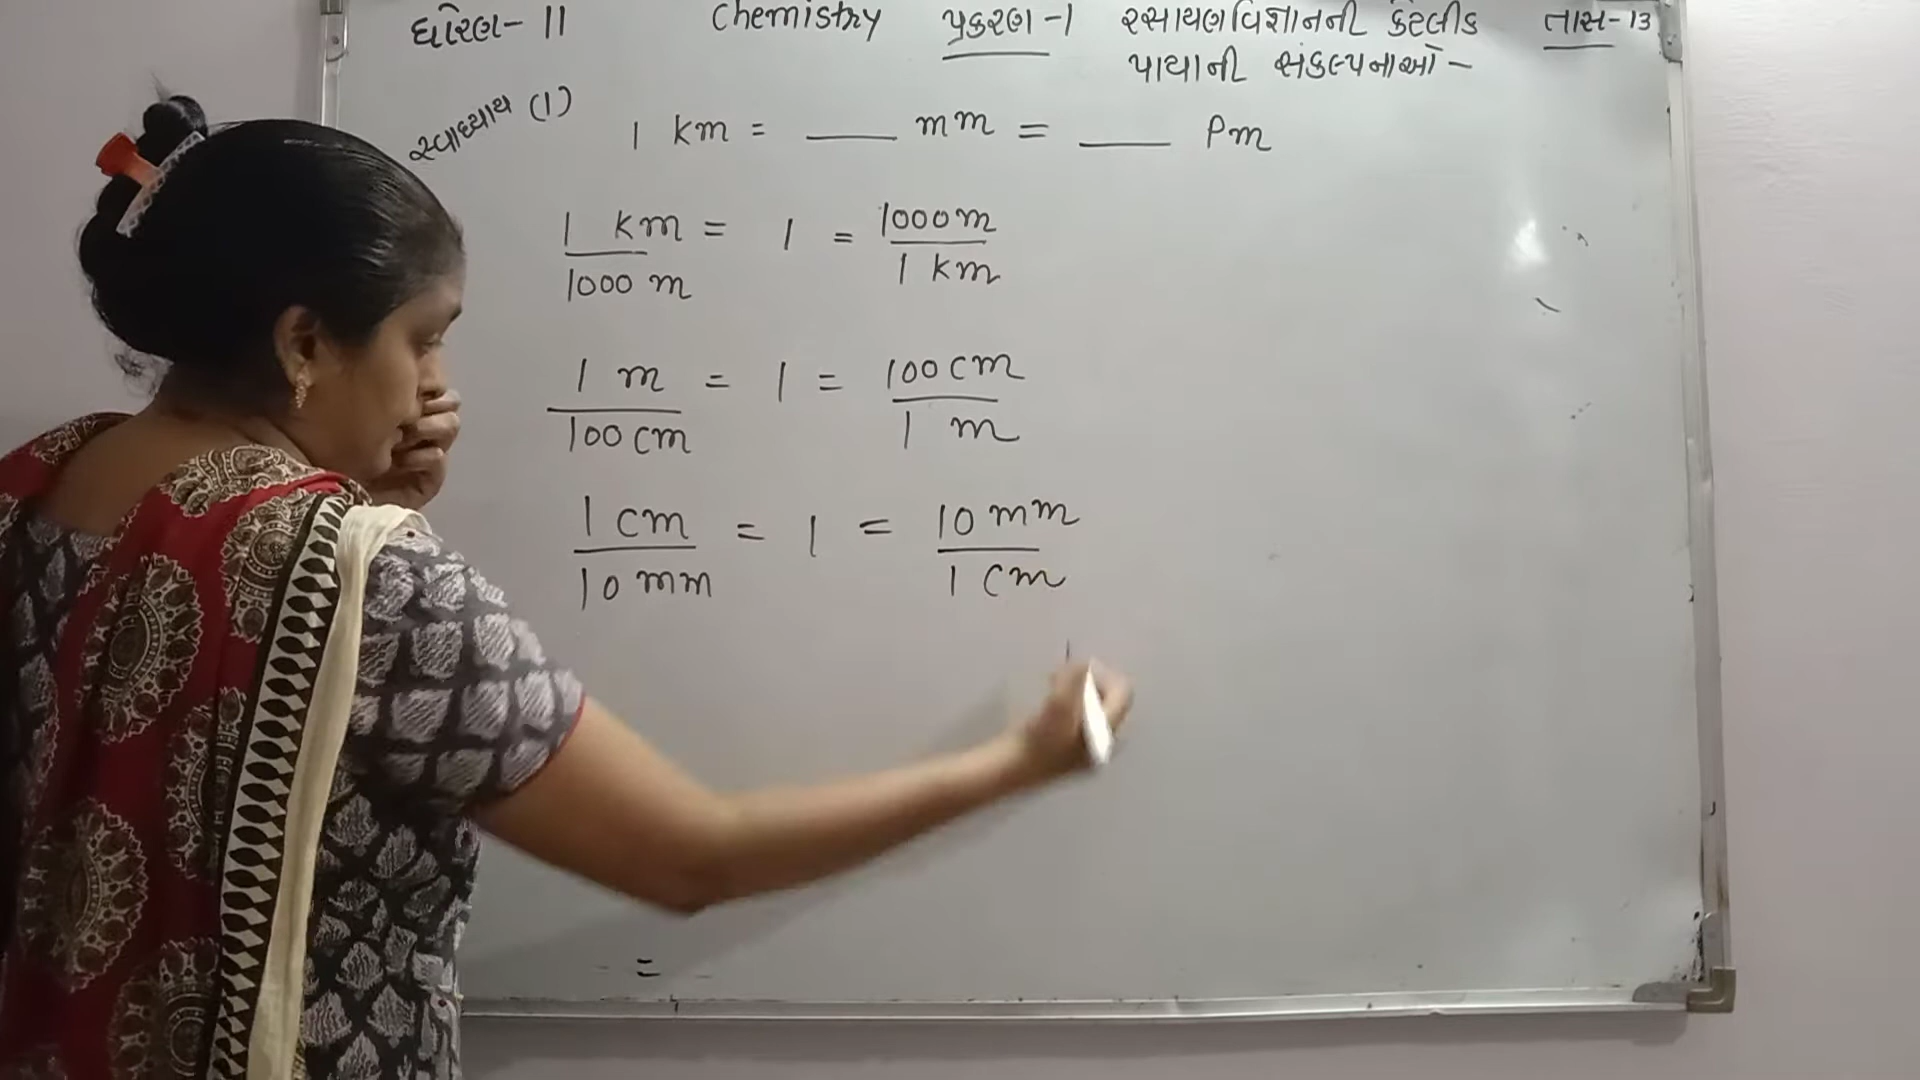 ધોરણ- 11 Chemistry પ્રકરણ -1 રસાયણવિજ્ઞાનની કેટલીક તાસ-13
પાયાની સંકલ્પનાઓ -
સ્વાધ્યાય (1) 1 km = ___ mm = ___ Pm
1 km / 1000 m = 1 = 1000 m / 1 km
1 m / 100 cm = 1 = 100 cm / 1 m
1 cm / 10 mm = 1 = 10 mm / 1 cm
=